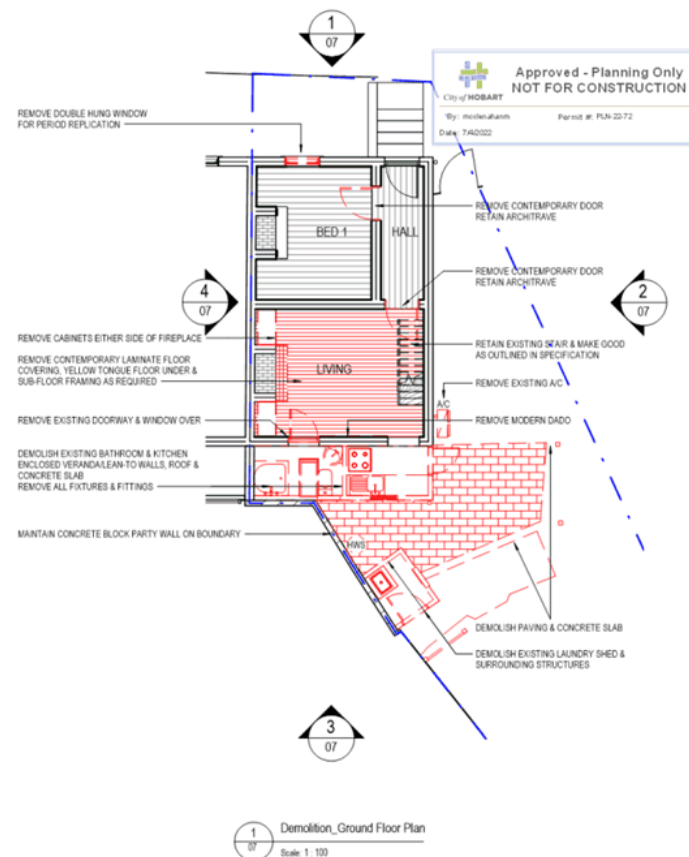 1
07
Approved - Planning Only
NOT FOR CONSTRUCTION
City of HOBART
By: mcclenahanm
Permit #: PLN-22-72
Date: 7/4/2022
REMOVE DOUBLE HUNG WINDOW
FOR PERIOD REPLICATION
REMOVE CONTEMPORARY DOOR
RETAIN ARCHITRAVE
BED 1
HALL
REMOVE CONTEMPORARY DOOR
RETAIN ARCHITRAVE
4
07
2
07
REMOVE CABINETS EITHER SIDE OF FIREPLACE
RETAIN EXISTING STAIR & MAKE GOOD
AS OUTLINED IN SPECIFICATION
REMOVE CONTEMPORARY LAMINATE FLOOR
COVERING, YELLOW TONGUE FLOOR UNDER &
SUB-FLOOR FRAMING AS REQUIRED
LIVING
REMOVE EXISTING A/C
A/C
REMOVE EXISTING DOORWAY & WINDOW OVER
REMOVE MODERN DADO
DEMOLISH EXISTING BATHROOM & KITCHEN
ENCLOSED VERANDA/LEAN-TO WALLS, ROOF &
CONCRETE SLAB
REMOVE ALL FIXTURES & FITTINGS
MAINTAIN CONCRETE BLOCK PARTY WALL ON BOUNDARY
HWS
DEMOLISH PAVING & CONCRETE SLAB
DEMOLISH EXISTING LAUNDRY SHED &
SURROUNDING STRUCTURES
3
07
1
07
Demolition_Ground Floor Plan
Scale: 1 : 100